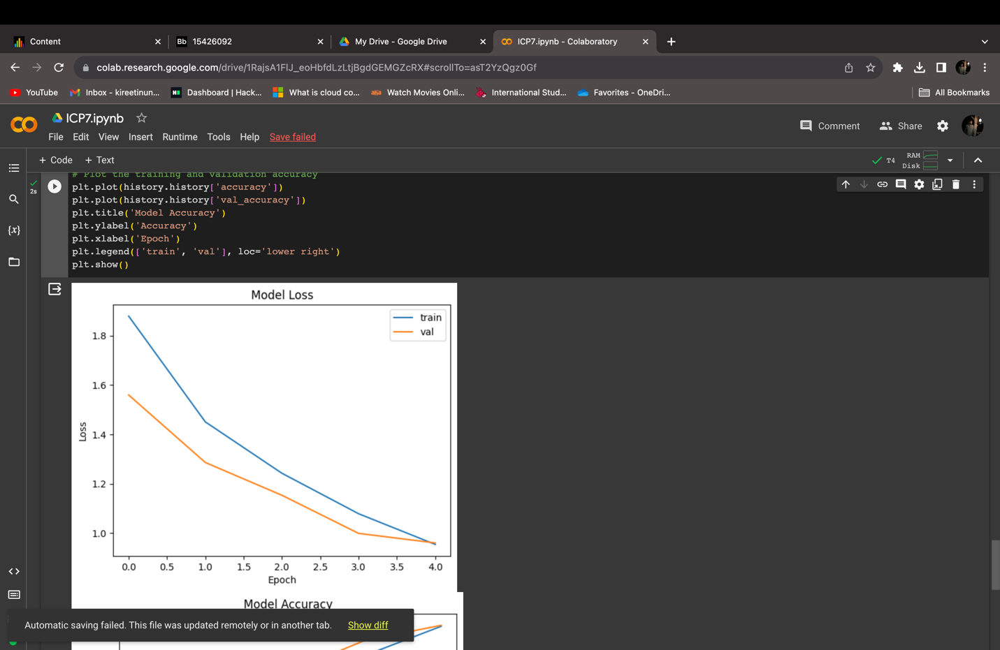 Content
Bb 15426092
My Drive - Google Drive
ICP7.ipynb - Colaboratory
colab.research.google.com/drive/1RajsA1FlJ_eoHbfdLzLtjBgdGEMGZcRX#scrollTo=asT2YzQgz0Gf
YouTube
Inbox - kireetinun...
Dashboard | Hack...
What is cloud co...
Watch Movies Onli...
International Stud...
Favorites - OneDri...
All Bookmarks
ICP7.ipynb
Comment
Share
File Edit View Insert Runtime Tools Help Save failed
+ Code + Text
T4
RAM
Disk
2s
# Plot the training and validation accuracy
plt.plot(history.history['accuracy'])
plt.plot(history.history['val_accuracy'])
plt.title('Model Accuracy')
plt.ylabel('Accuracy')
plt.xlabel('Epoch')
plt.legend(['train', 'val'], loc='lower right')
plt.show()
{x}
Model Loss
train
val
1.8
1.6
1.4
1.2
1.0
Loss
0.0 0.5 1.0 1.5 2.0 2.5 3.0 3.5 4.0
Epoch
Model Accuracy
Automatic saving failed. This file was updated remotely or in another tab. Show diff